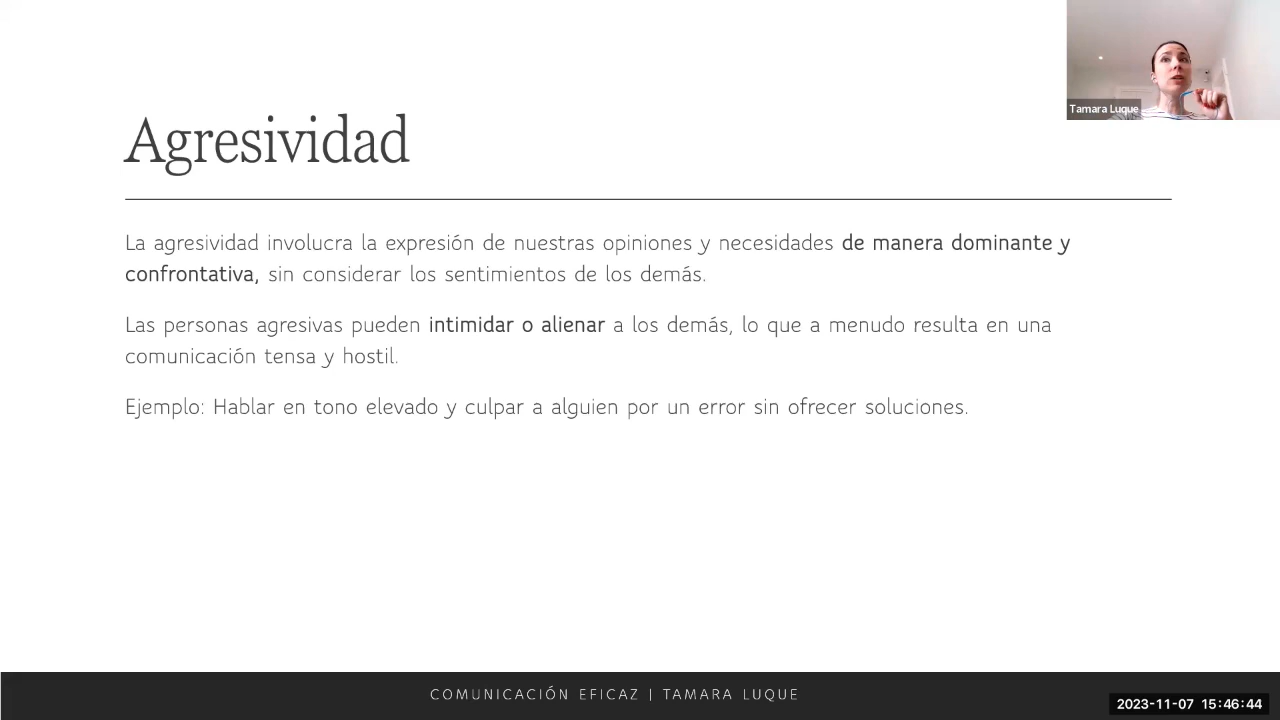 Tamara Luque
Agresividad
La agresividad involucra la expresión de nuestras opiniones y necesidades de manera dominante y
confrontativa, sin considerar los sentimientos de los demás.
Las personas agresivas pueden intimidar o alienar a los demás, lo que a menudo resulta en una
comunicación tensa y hostil.
Ejemplo: Hablar en tono elevado y culpar a alguien por un error sin ofrecer soluciones.
COMUNICACIÓN EFICAZ | TAMARA LUQUE
2023-11-07 15:46:44